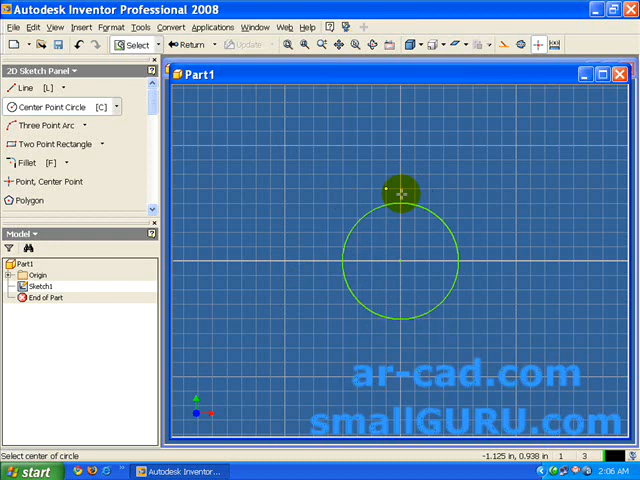 Autodesk Inventor Professional 2008
File Edit View Insert Format Tools Convert Applications Window Web Help
Select Return Update
2D Sketch Panel
Part1
Line [L]
Center Point Circle [C]
Three Point Arc
Two Point Rectangle
Fillet [F]
Point, Center Point
Polygon
Model
Part1
Origin
Sketch1
End of Part
ar-cad.com
smallGURU.com
Select center of circle
-1.125 in, 0.938 in 1 3
start
Autodesk Inventor...
2:06 AM